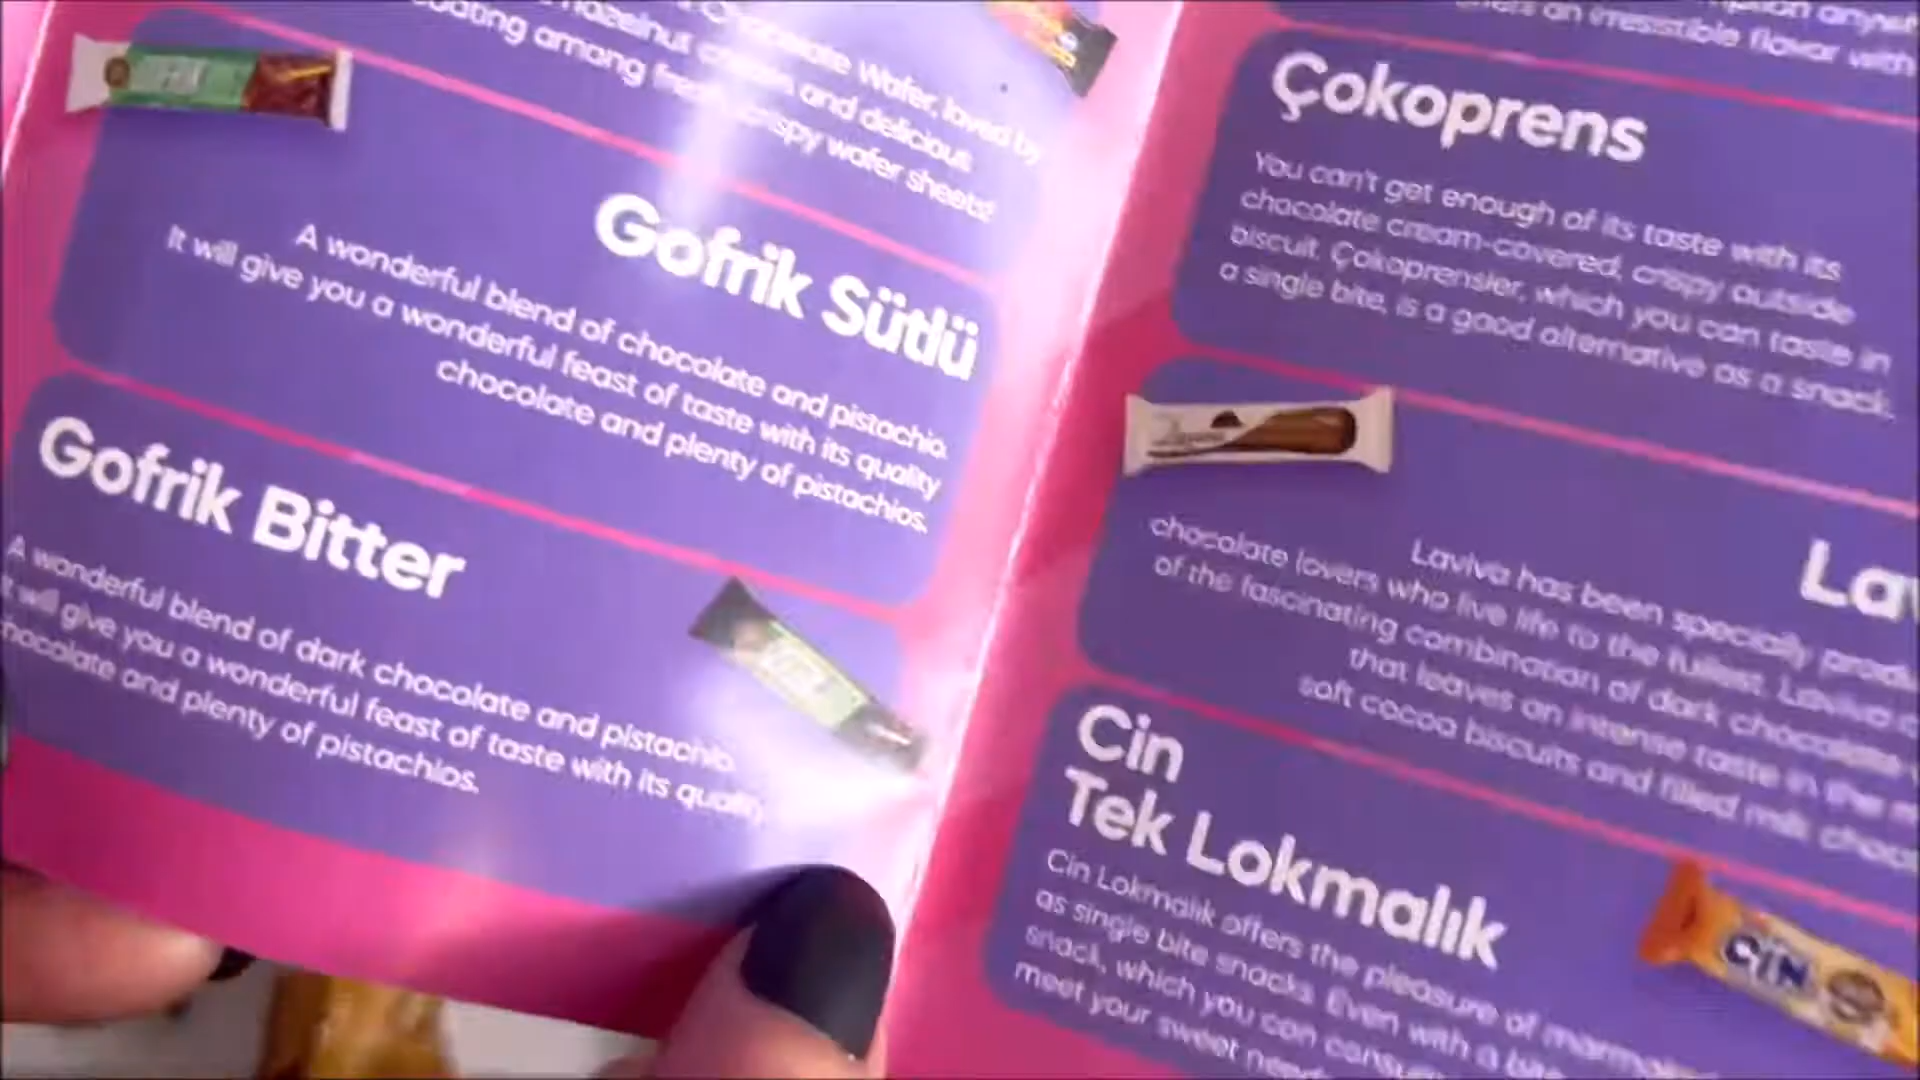 Chocolate Wafer, loved by
hazelnut cream and delicious
coating among fresh, crispy wafer sheets!
Gofrik Sütlü
A wonderful blend of chocolate and pistachio.
It will give you a wonderful feast of taste with its quality
chocolate and plenty of pistachios.
Gofrik Bitter
A wonderful blend of dark chocolate and pistachio.
It will give you a wonderful feast of taste with its quality
chocolate and plenty of pistachios.
an irresistible flavor with
Çokoprens
You can't get enough of its taste with its
chocolate cream-covered, crispy outside
biscuit. Çokoprensler, which you can taste in
a single bite, is a good alternative as a snack.
Laviva has been specially
chocolate lovers who live life to the fullest. Laviva
of the fascinating combination of dark chocolate
that leaves an intense taste in the
soft cocoa biscuits and filled milk
Cin
Tek Lokmalık
Cin Lokmalık offers the pleasure of
as single bite snacks. Even with a bite
snack, which you can
meet your sweet
CİN